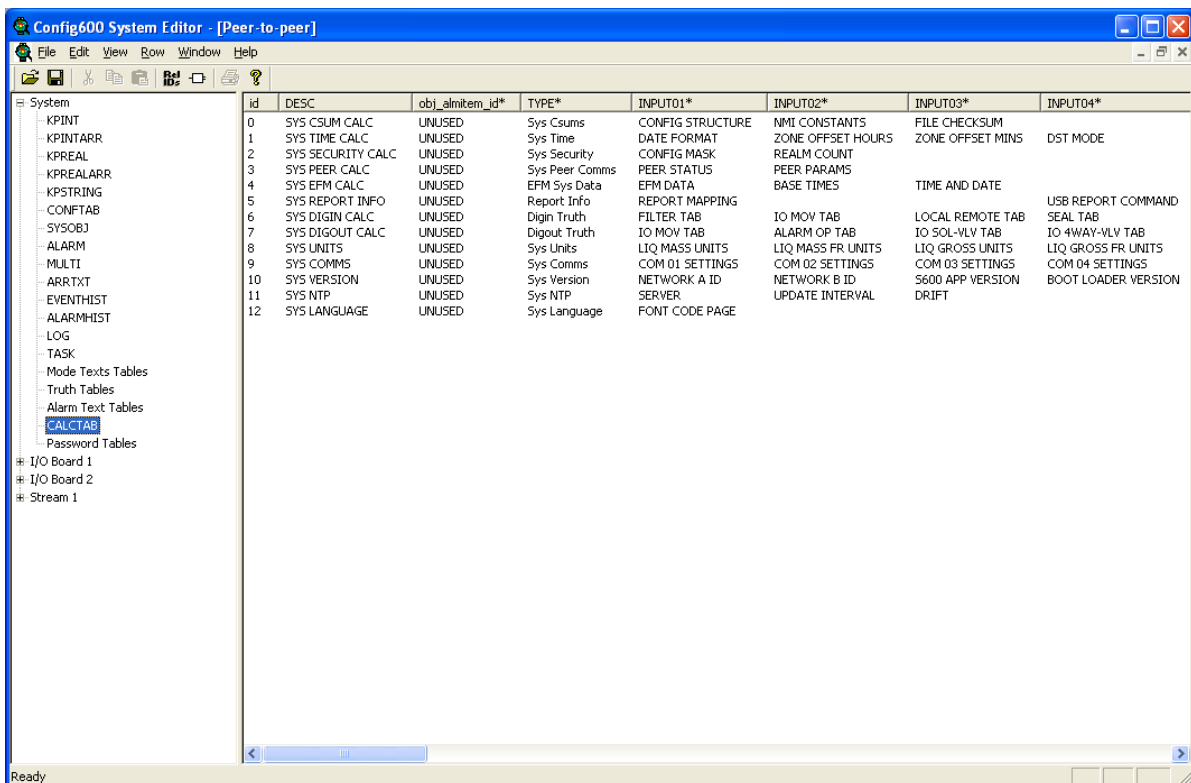 Config600 System Editor - [Peer-to-peer]
File Edit View Row Window Help
System
KPINT
KPINTARR
KPREAL
KPREALARR
KPSTRING
CONFTAB
SYSOBJ
ALARM
MULTI
ARRTXT
EVENTHIST
ALARMHIST
LOG
TASK
Mode Texts Tables
Truth Tables
Alarm Text Tables
CALCTAB
Password Tables
I/O Board 1
I/O Board 2
Stream 1
id DESC obj_almitem_id* TYPE* INPUT01* INPUT02* INPUT03* INPUT04*
0 SYS CSUM CALC UNUSED Sys Csums CONFIG STRUCTURE NMI CONSTANTS FILE CHECKSUM
1 SYS TIME CALC UNUSED Sys Time DATE FORMAT ZONE OFFSET HOURS ZONE OFFSET MINS DST MODE
2 SYS SECURITY CALC UNUSED Sys Security CONFIG MASK REALM COUNT
3 SYS PEER CALC UNUSED Sys Peer Comms PEER STATUS PEER PARAMS
4 SYS EFM CALC UNUSED EFM Sys Data EFM DATA BASE TIMES TIME AND DATE
5 SYS REPORT INFO UNUSED Report Info REPORT MAPPING USB REPORT COMMAND
6 SYS DIGIN CALC UNUSED Digin Truth FILTER TAB IO MOV TAB LOCAL REMOTE TAB SEAL TAB
7 SYS DIGOUT CALC UNUSED Digout Truth IO MOV TAB ALARM OP TAB IO SOL-VLV TAB IO 4WAY-VLV TAB
8 SYS UNITS UNUSED Sys Units LIQ MASS UNITS LIQ MASS FR UNITS LIQ GROSS UNITS LIQ GROSS FR UNITS
9 SYS COMMS UNUSED Sys Comms COM 01 SETTINGS COM 02 SETTINGS COM 03 SETTINGS COM 04 SETTINGS
10 SYS VERSION UNUSED Sys Version NETWORK A ID NETWORK B ID S600 APP VERSION BOOT LOADER VERSION
11 SYS NTP UNUSED Sys NTP SERVER UPDATE INTERVAL DRIFT
12 SYS LANGUAGE UNUSED Sys Language FONT CODE PAGE
Ready